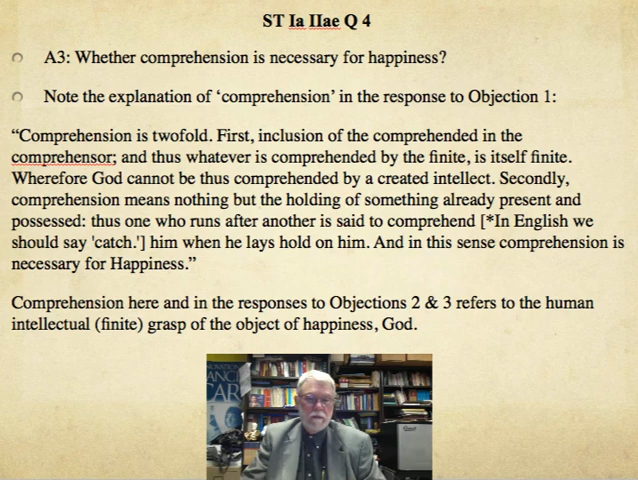 ST Ia IIae Q 4
A3: Whether comprehension is necessary for happiness?
Note the explanation of ‘comprehension’ in the response to Objection 1:
“Comprehension is twofold. First, inclusion of the comprehended in the
comprehensor; and thus whatever is comprehended by the finite, is itself finite.
Wherefore God cannot be thus comprehended by a created intellect. Secondly,
comprehension means nothing but the holding of something already present and
possessed: thus one who runs after another is said to comprehend [*In English we
should say 'catch.'] him when he lays hold on him. And in this sense comprehension is
necessary for Happiness.”
Comprehension here and in the responses to Objections 2 & 3 refers to the human
intellectual (finite) grasp of the object of happiness, God.